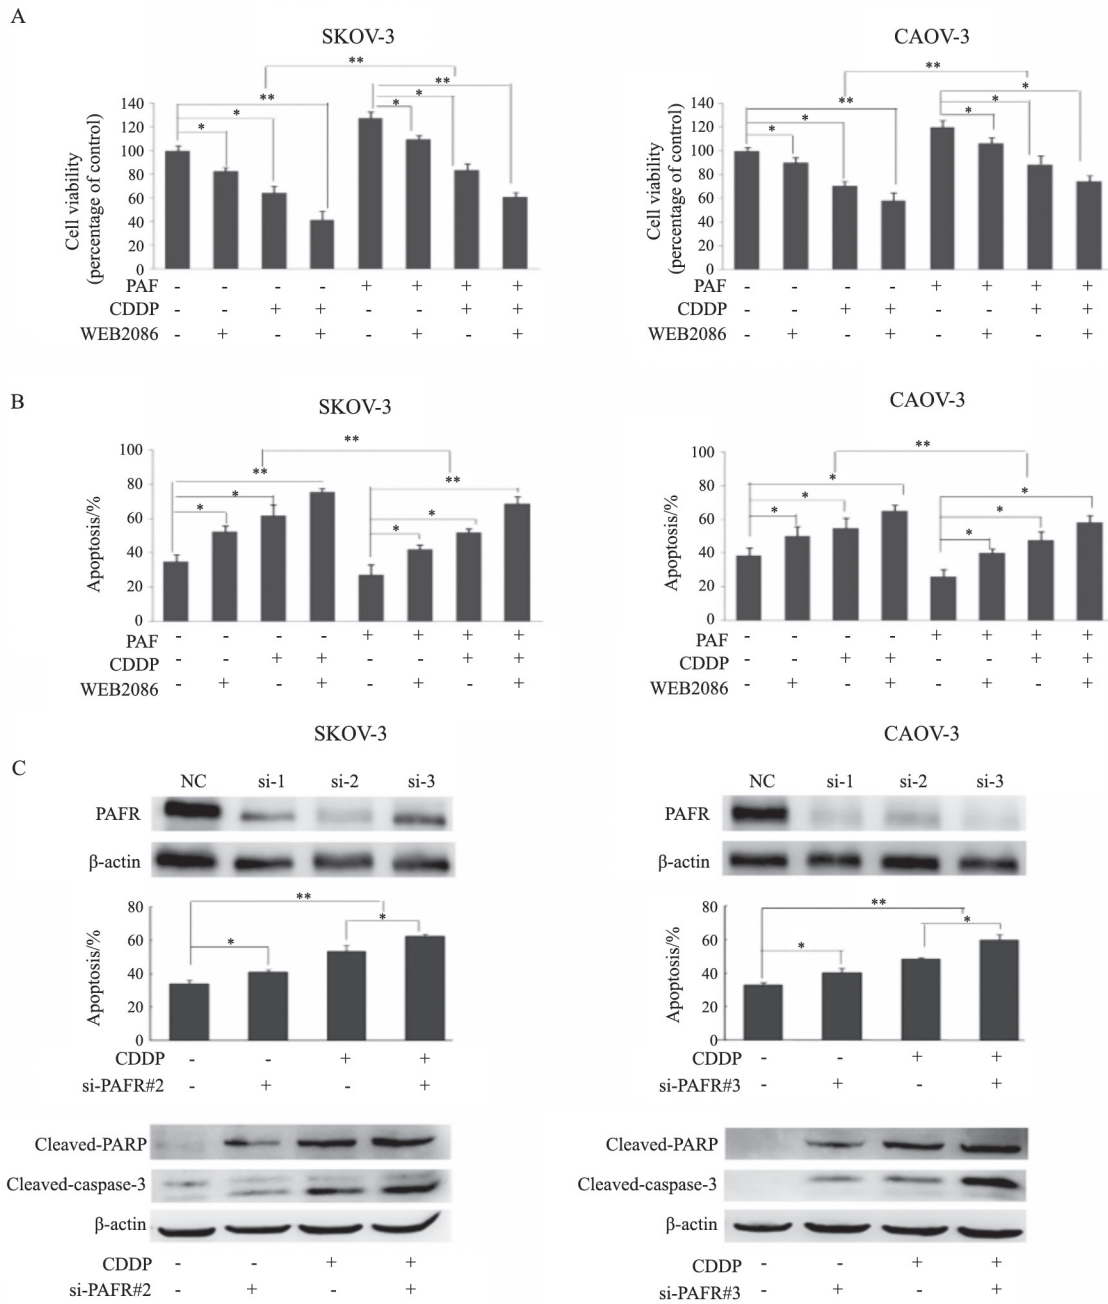 A
SKOV-3
CAOV-3
** ** * * ** * *
** * * * * *
Cell viability
(percentage of control)
140
120
100
80
60
40
20
0
Cell viability
(percentage of control)
140
120
100
80
60
40
20
0
PAF - - - - + + + +
CDDP - - + + - - + +
WEB2086 - + - + - + - +
PAF - - - - + + + +
CDDP - - + + - - + +
WEB2086 - + - + - + - +
B
SKOV-3
CAOV-3
** ** * * ** * *
** * * * * * *
Apoptosis/%
100
80
60
40
20
0
Apoptosis/%
100
80
60
40
20
0
PAF - - - - + + + +
CDDP - - + + - - + +
WEB2086 - + - + - + - +
PAF - - - - + + + +
CDDP - - + + - - + +
WEB2086 - + - + - + - +
C
SKOV-3
CAOV-3
NC si-1 si-2 si-3
PAFR
β-actin
NC si-1 si-2 si-3
PAFR
β-actin
** * *
Apoptosis/%
80
60
40
20
0
CDDP - - + +
si-PAFR#2 - + - +
** * *
Apoptosis/%
80
60
40
20
0
CDDP - - + +
si-PAFR#3 - + - +
Cleaved-PARP
Cleaved-caspase-3
β-actin
CDDP - - + +
si-PAFR#2 - + - +
Cleaved-PARP
Cleaved-caspase-3
β-actin
CDDP - - + +
si-PAFR#3 - + - +